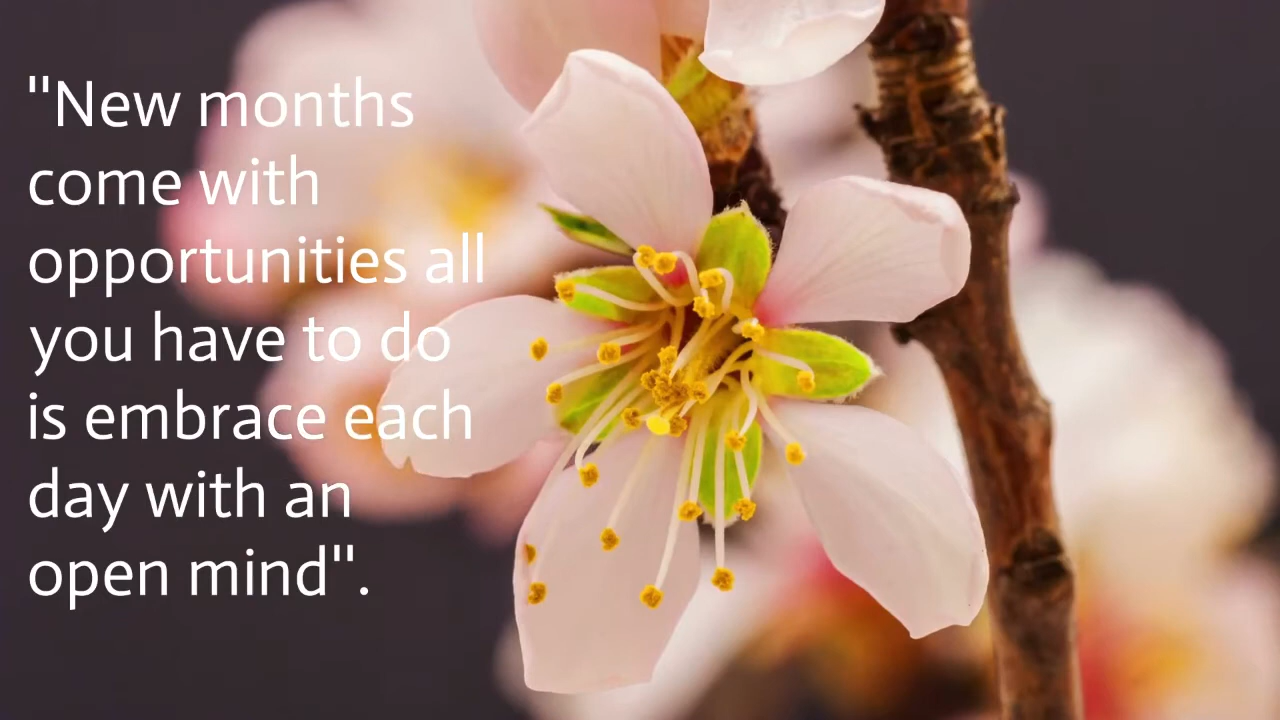 "New months
come with
opportunities all
you have to do
is embrace each
day with an
open mind".